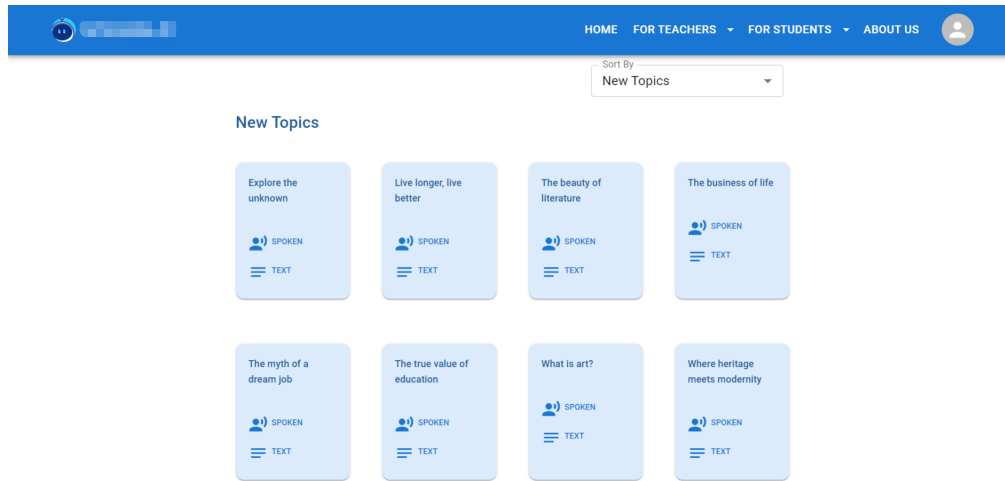 HOME FOR TEACHERS FOR STUDENTS ABOUT US
Sort By
New Topics
New Topics
Explore the
unknown
SPOKEN
TEXT
Live longer, live
better
SPOKEN
TEXT
The beauty of
literature
SPOKEN
TEXT
The business of life
SPOKEN
TEXT
The myth of a
dream job
SPOKEN
TEXT
The true value of
education
SPOKEN
TEXT
What is art?
SPOKEN
TEXT
Where heritage
meets modernity
SPOKEN
TEXT